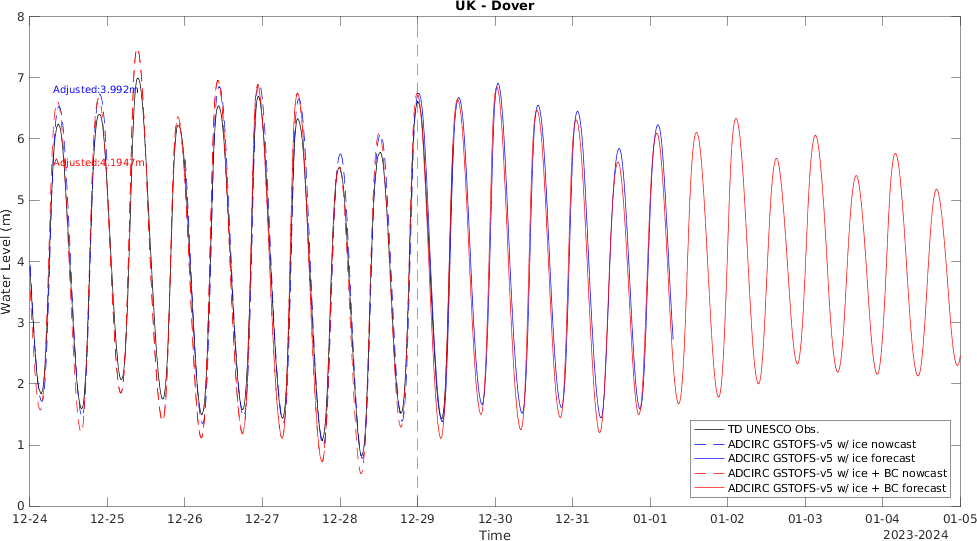 UK - Dover
8
7
6
5
4
3
2
1
0
Water Level (m)
Adjusted:3.992m
Adjusted:4.1947m
TD UNESCO Obs.
ADCIRC GSTOFS-v5 w/ ice nowcast
ADCIRC GSTOFS-v5 w/ ice forecast
ADCIRC GSTOFS-v5 w/ ice + BC nowcast
ADCIRC GSTOFS-v5 w/ ice + BC forecast
12-24 12-25 12-26 12-27 12-28 12-29 12-30 12-31 01-01 01-02 01-03 01-04 01-05
Time
2023-2024